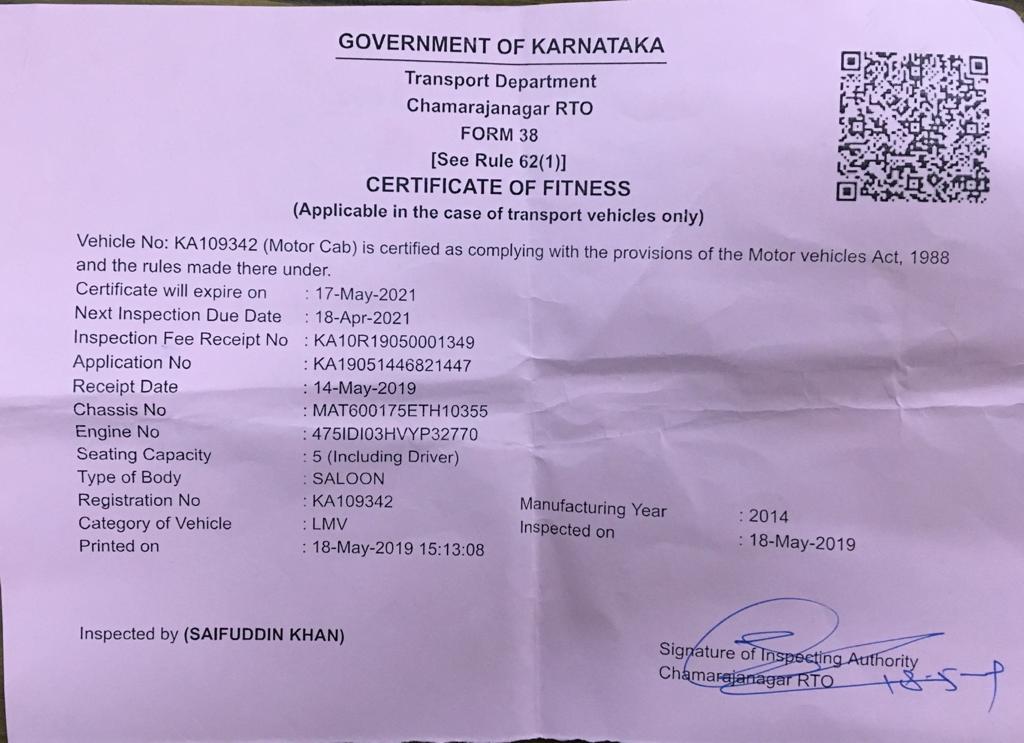 GOVERNMENT OF KARNATAKA
Transport Department
Chamarajanagar RTO
FORM 38
[See Rule 62(1)]
CERTIFICATE OF FITNESS
(Applicable in the case of transport vehicles only)
Vehicle No: KA109342 (Motor Cab) is certified as complying with the provisions of the Motor vehicles Act, 1988
and the rules made there under.
Certificate will expire on : 17-May-2021
Next Inspection Due Date : 18-Apr-2021
Inspection Fee Receipt No : KA10R19050001349
Application No : KA19051446821447
Receipt Date : 14-May-2019
Chassis No : MAT600175ETH10355
Engine No : 475IDI03HVYP32770
Seating Capacity : 5 (Including Driver)
Type of Body : SALOON
Registration No : KA109342 Manufacturing Year : 2014
Category of Vehicle : LMV Inspected on : 18-May-2019
Printed on : 18-May-2019 15:13:08
Inspected by (SAIFUDDIN KHAN)
Signature of Inspecting Authority
Chamarajanagar RTO